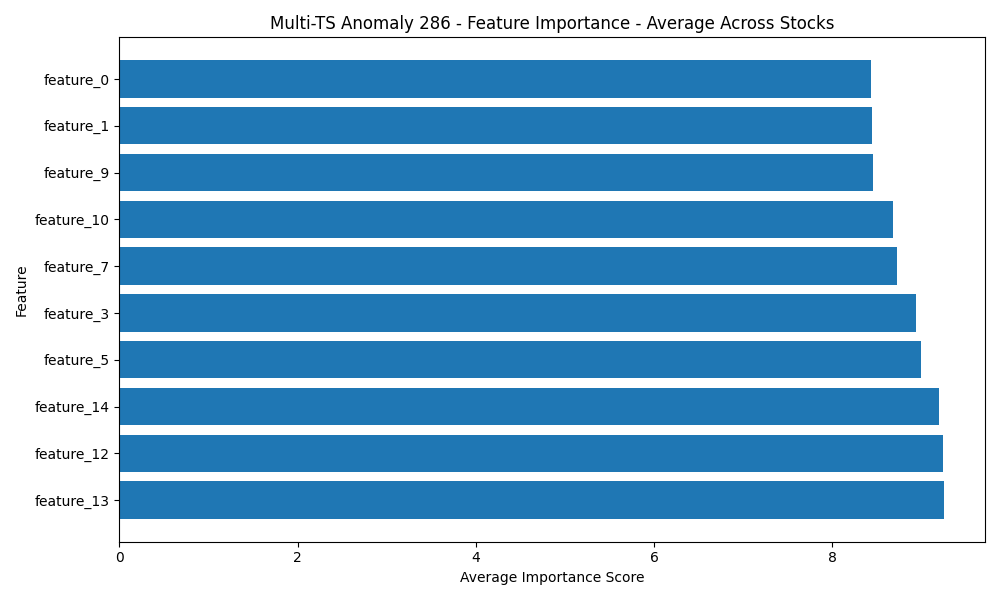 Multi-TS Anomaly 286 - Feature Importance - Average Across Stocks
feature_0
feature_1
feature_9
feature_10
feature_7
feature_3
feature_5
feature_14
feature_12
feature_13
Feature
0 2 4 6 8
Average Importance Score